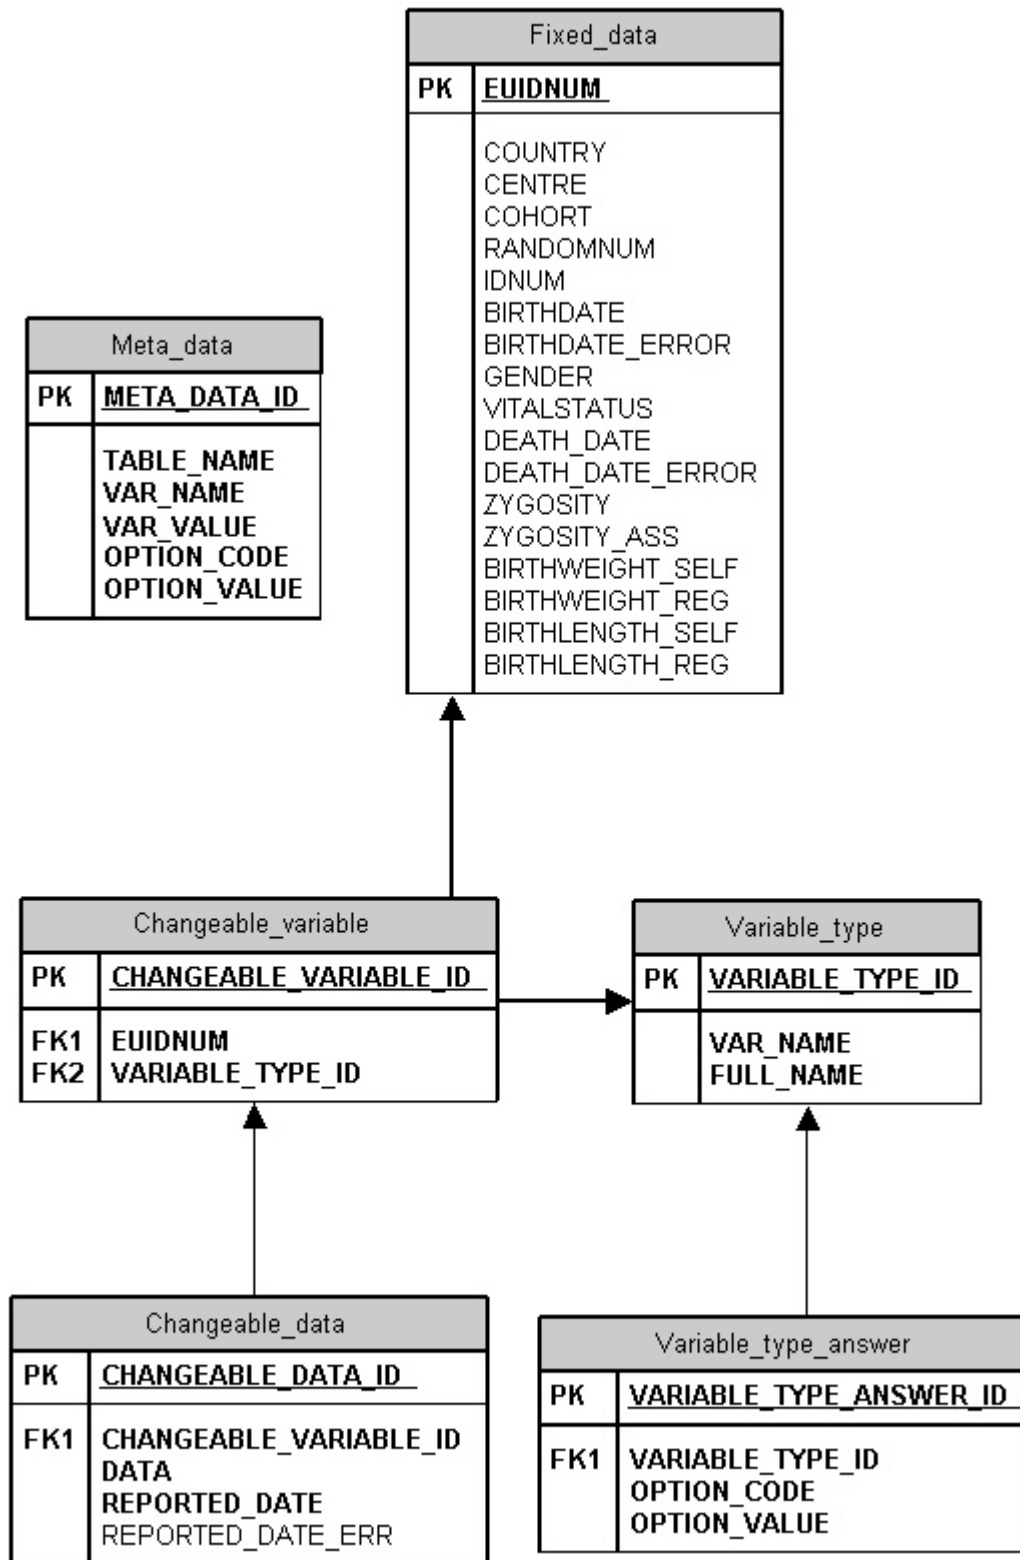 Fixed_data
PK EUIDNUM
COUNTRY
CENTRE
COHORT
RANDOMNUM
IDNUM
BIRTHDATE
BIRTHDATE_ERROR
GENDER
VITALSTATUS
DEATH_DATE
DEATH_DATE_ERROR
ZYGOSITY
ZYGOSITY_ASS
BIRTHWEIGHT_SELF
BIRTHWEIGHT_REG
BIRTHLENGTH_SELF
BIRTHLENGTH_REG
Meta_data
PK META_DATA_ID
TABLE_NAME
VAR_NAME
VAR_VALUE
OPTION_CODE
OPTION_VALUE
Changeable_variable
PK CHANGEABLE_VARIABLE_ID
FK1 EUIDNUM
FK2 VARIABLE_TYPE_ID
Variable_type
PK VARIABLE_TYPE_ID
VAR_NAME
FULL_NAME
Changeable_data
PK CHANGEABLE_DATA_ID
FK1 CHANGEABLE_VARIABLE_ID
DATA
REPORTED_DATE
REPORTED_DATE_ERR
Variable_type_answer
PK VARIABLE_TYPE_ANSWER_ID
FK1 VARIABLE_TYPE_ID
OPTION_CODE
OPTION_VALUE